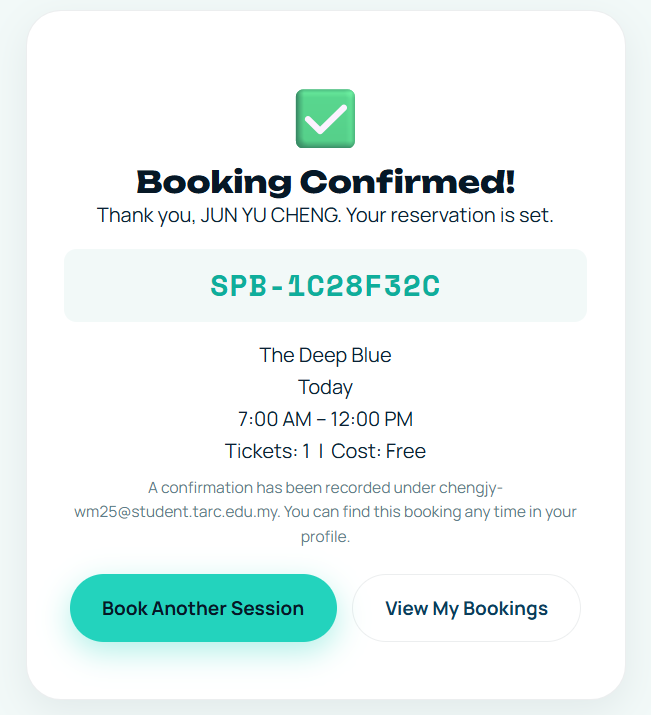 Booking Confirmed!
Thank you, JUN YU CHENG. Your reservation is set.
SPB-1C28F32C
The Deep Blue
Today
7:00 AM – 12:00 PM
Tickets: 1 | Cost: Free
A confirmation has been recorded under chengjy-
wm25@student.tarc.edu.my. You can find this booking any time in your
profile.
Book Another Session
View My Bookings